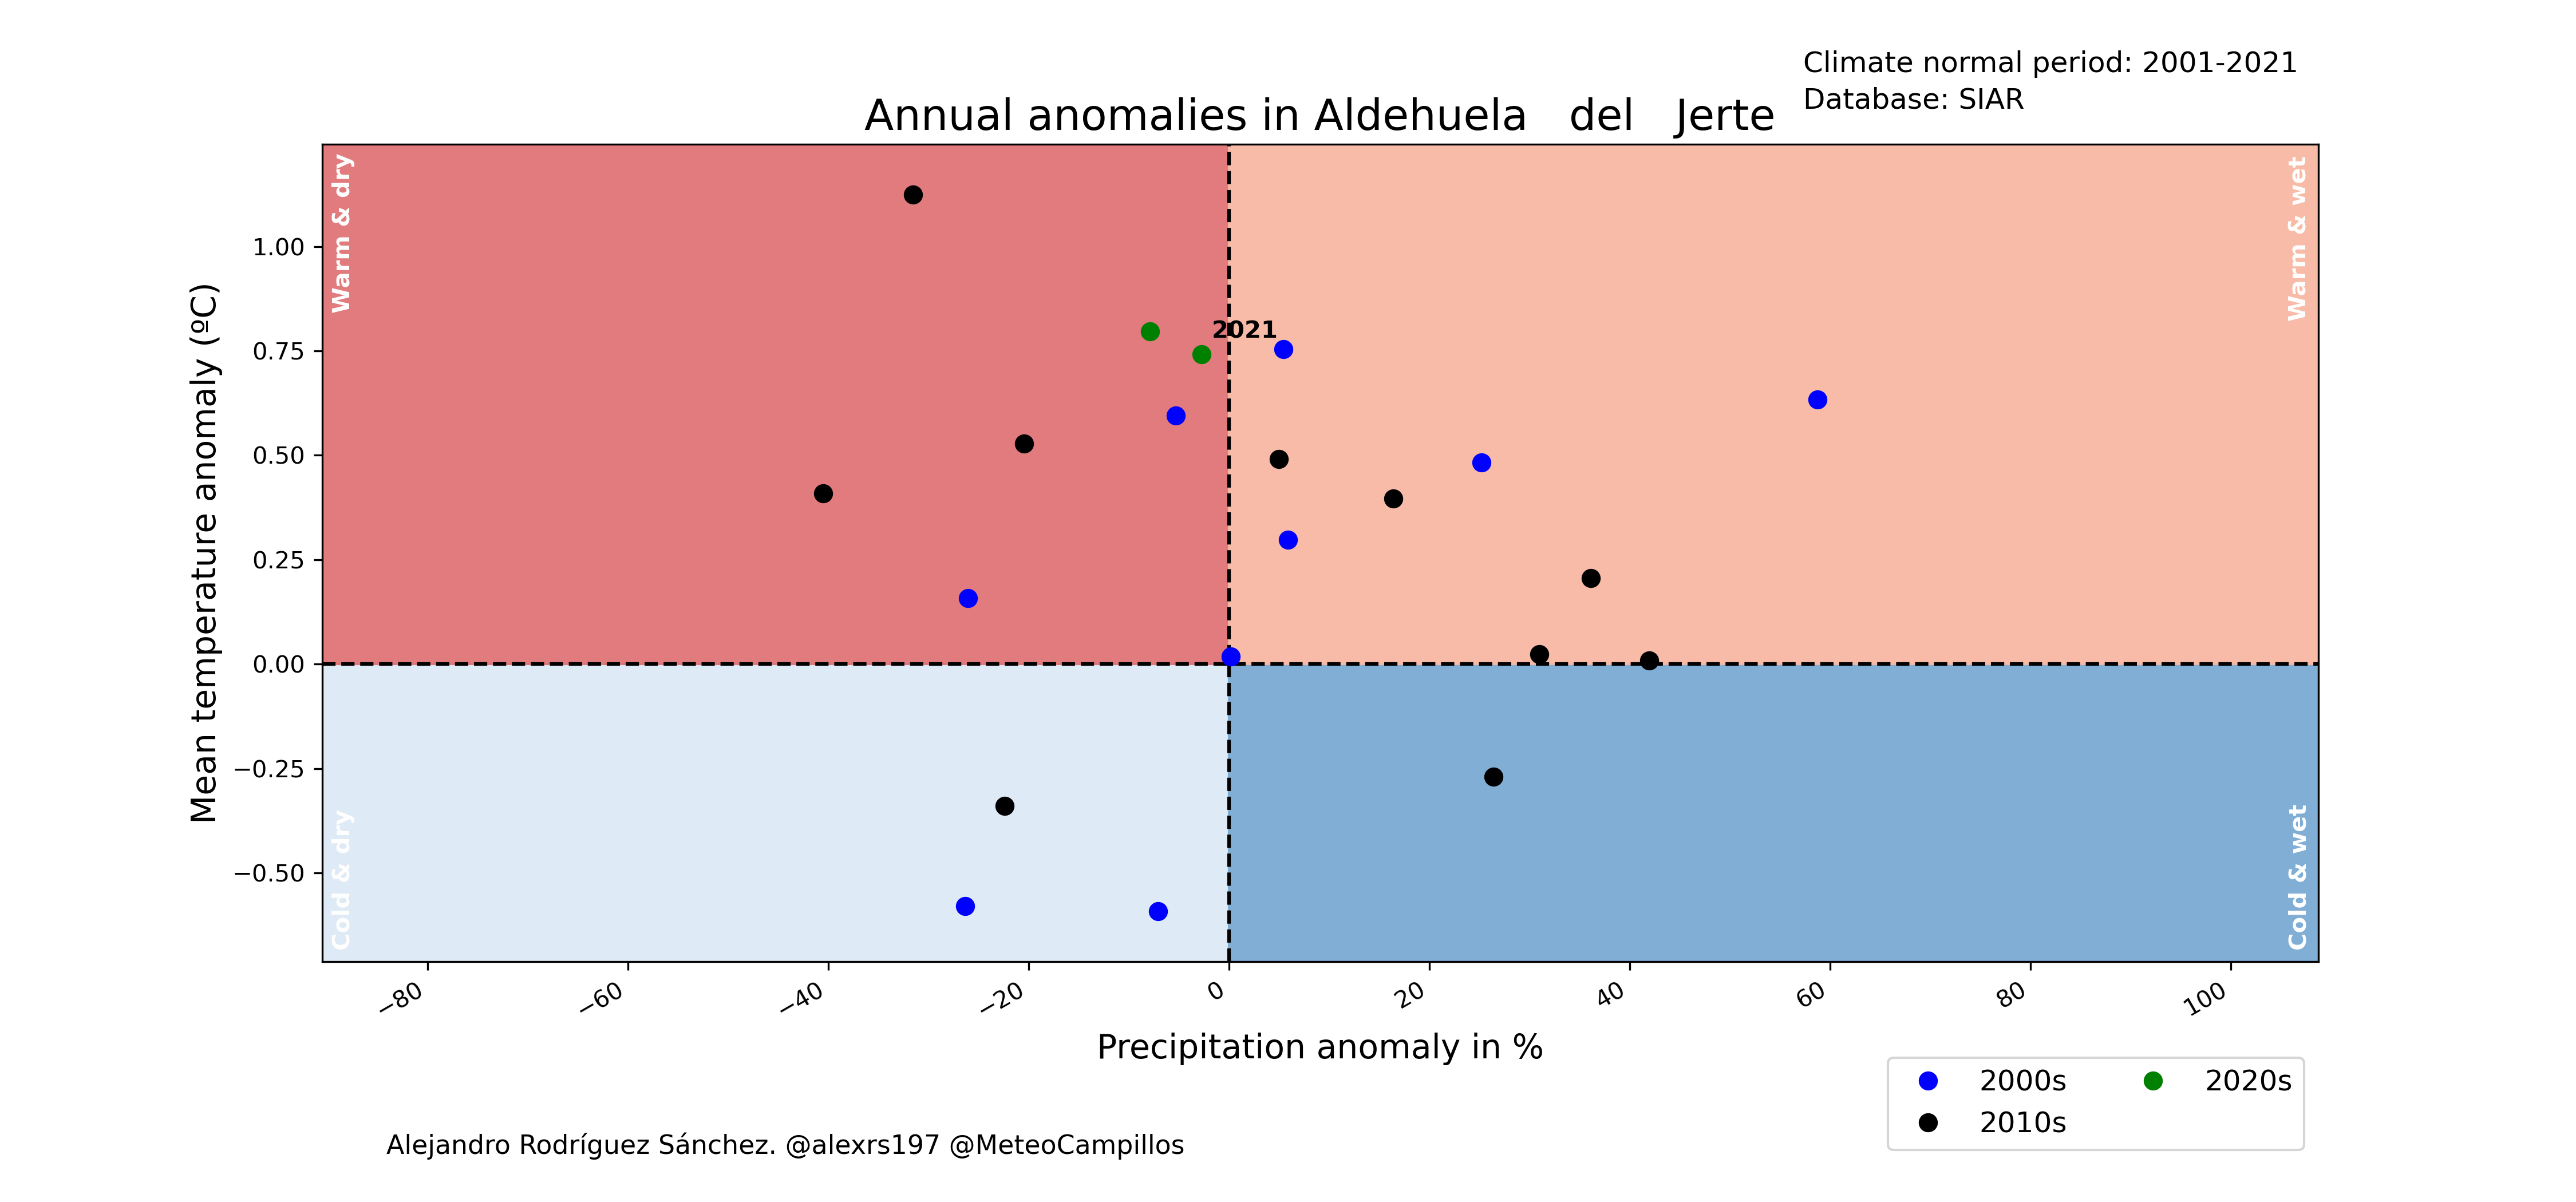 Climate normal period: 2001-2021
Database: SIAR
Annual anomalies in Aldehuela   del   Jerte
Warm & dry
Warm & wet
2021
Cold & dry
Cold & wet
Mean temperature anomaly (ºC)
1.00
0.75
0.50
0.25
0.00
−0.25
−0.50
−80
−60
−40
−20
0
20
40
60
80
100
Precipitation anomaly in %
2000s
2020s
2010s
Alejandro Rodríguez Sánchez. @alexrs197 @MeteoCampillos